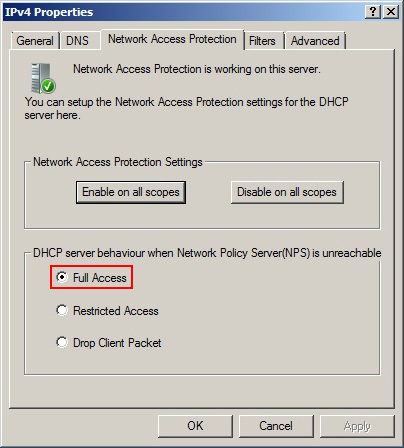 IPv4 Properties
General DNS Network Access Protection Filters Advanced
Network Access Protection is working on this server.
You can setup the Network Access Protection settings for the DHCP
server here.
Network Access Protection Settings
Enable on all scopes Disable on all scopes
DHCP server behaviour when Network Policy Server(NPS) is unreachable
Full Access
Restricted Access
Drop Client Packet
OK Cancel Apply